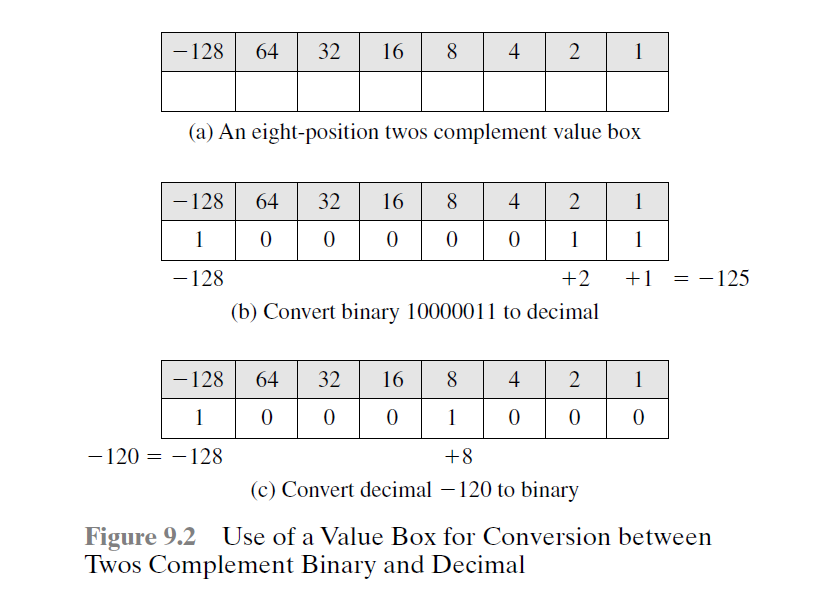 −128 64 32 16 8 4 2 1
(a) An eight-position twos complement value box
−128 64 32 16 8 4 2 1
1 0 0 0 0 0 1 1
−128 +2 +1 = −125
(b) Convert binary 10000011 to decimal
−128 64 32 16 8 4 2 1
1 0 0 0 1 0 0 0
−120 = −128 +8
(c) Convert decimal −120 to binary
Figure 9.2 Use of a Value Box for Conversion between
Twos Complement Binary and Decimal